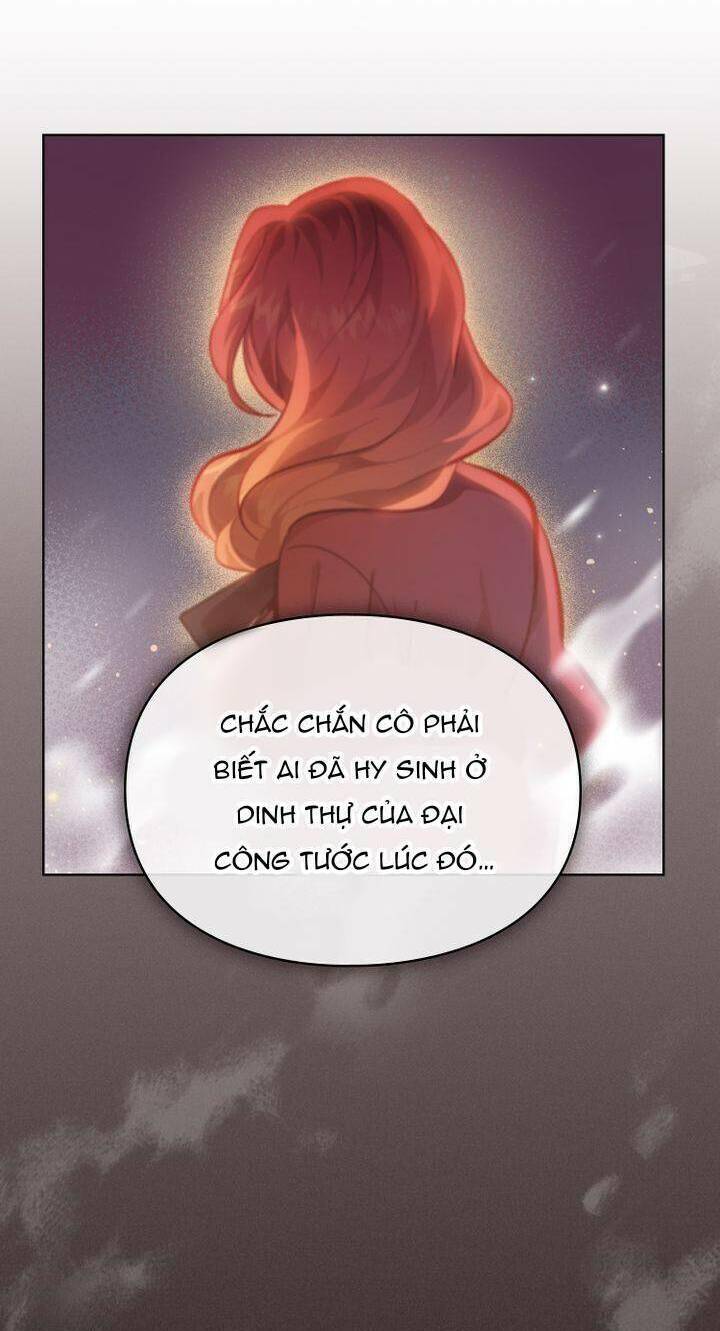 CHẮC CHẮN CÔ PHẢI
BIẾT AI ĐÃ HY SINH Ở
DINH THỰ CỦA ĐẠI
CÔNG TƯỚC LÚC ĐÓ...